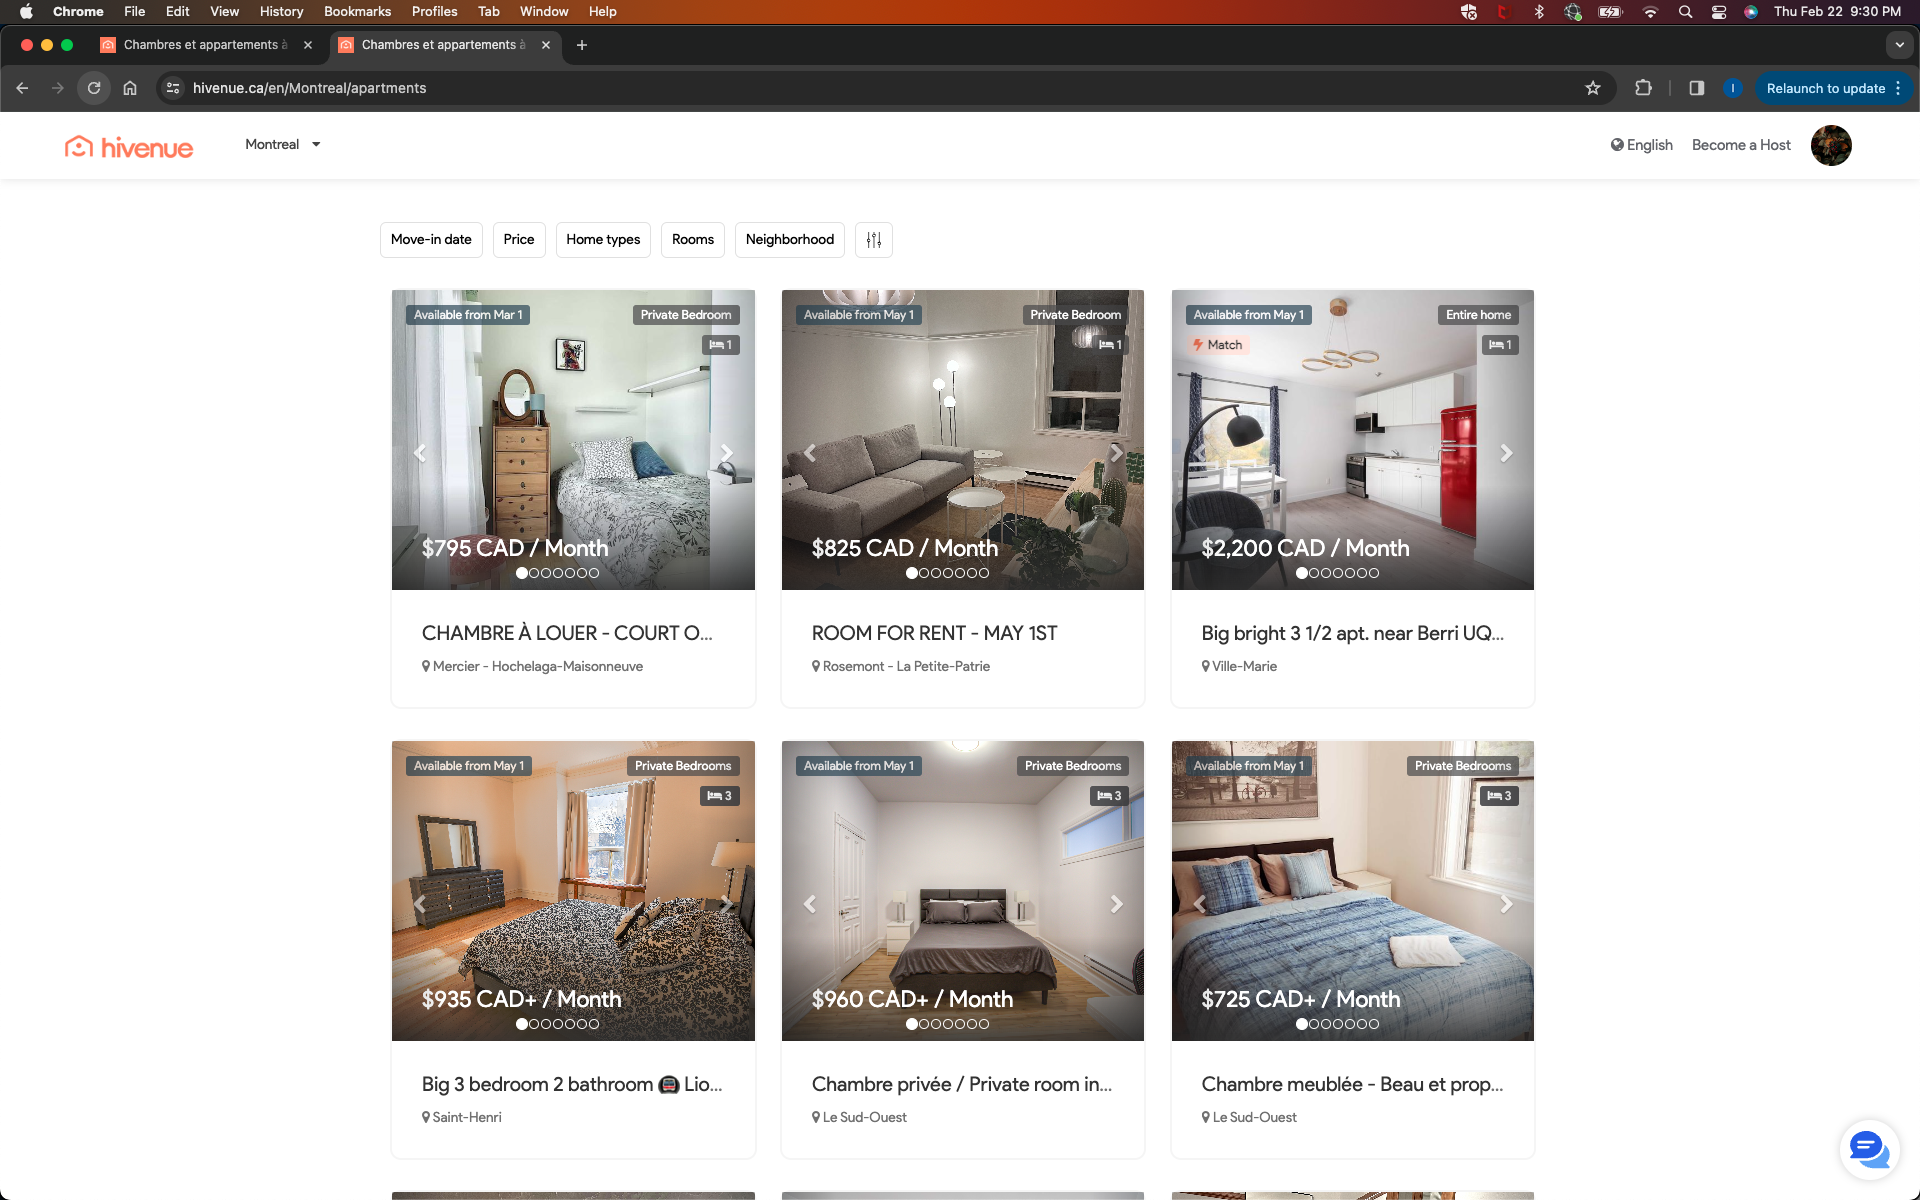 Chrome File Edit View History Bookmarks Profiles Tab Window Help Thu Feb 22 9:30 PM
Chambres et appartements à Chambres et appartements à
hivenue.ca/en/Montreal/apartments I Relaunch to update
hivenue Montreal English Become a Host
Move-in date Price Home types Rooms Neighborhood
Available from Mar 1 Private Bedroom
1
$795 CAD / Month
CHAMBRE À LOUER - COURT O...
Mercier - Hochelaga-Maisonneuve
Available from May 1 Private Bedroom
1
$825 CAD / Month
ROOM FOR RENT - MAY 1ST
Rosemont - La Petite-Patrie
Available from May 1 Entire home
Match 1
$2,200 CAD / Month
Big bright 3 1/2 apt. near Berri UQ...
Ville-Marie
Available from May 1 Private Bedrooms
3
$935 CAD+ / Month
Big 3 bedroom 2 bathroom 🚇 Lio...
Saint-Henri
Available from May 1 Private Bedrooms
3
$960 CAD+ / Month
Chambre privée / Private room in...
Le Sud-Ouest
Available from May 1 Private Bedrooms
3
$725 CAD+ / Month
Chambre meublée - Beau et prop...
Le Sud-Ouest